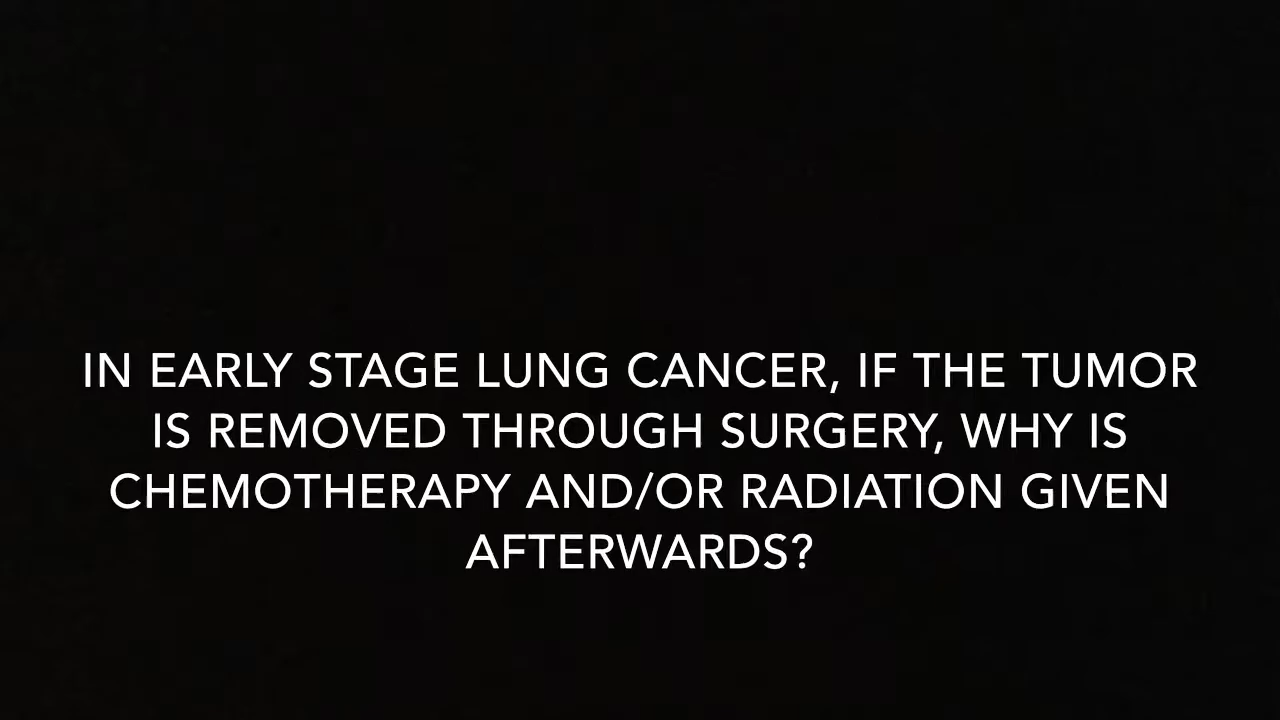 IN EARLY STAGE LUNG CANCER, IF THE TUMOR
IS REMOVED THROUGH SURGERY, WHY IS
CHEMOTHERAPY AND/OR RADIATION GIVEN
AFTERWARDS?